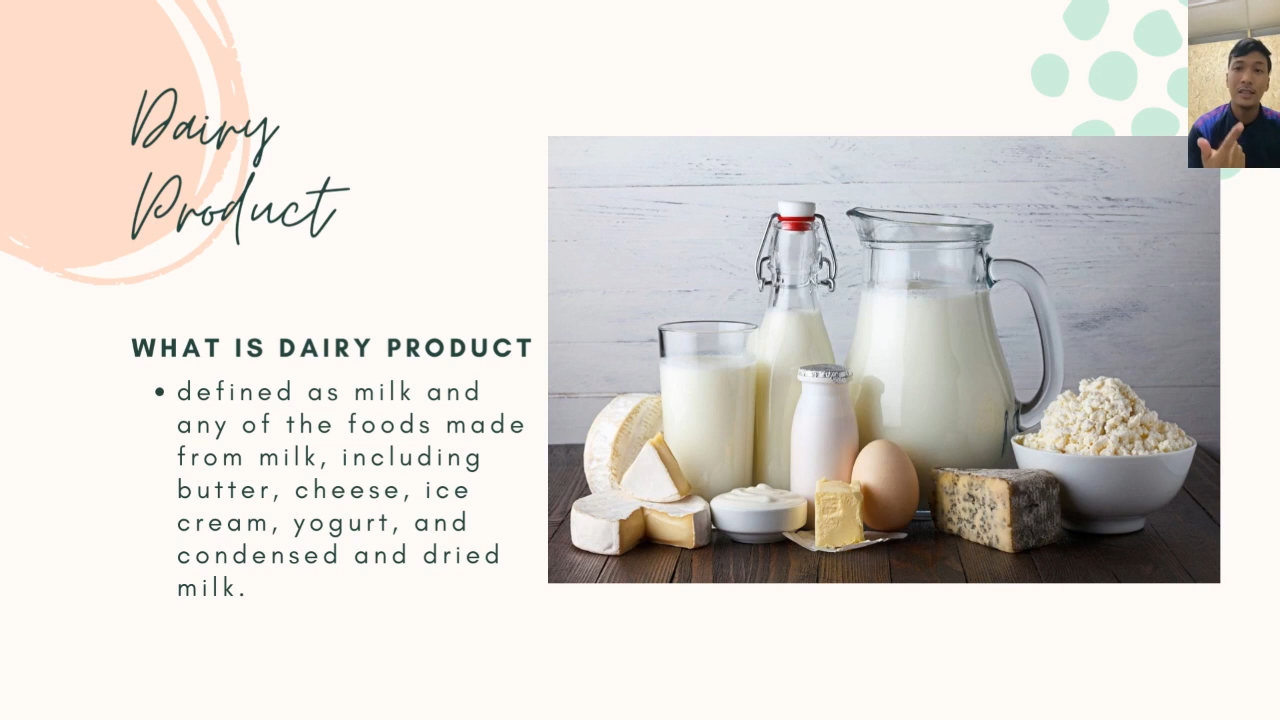 Dairy
Product
WHAT IS DAIRY PRODUCT
• defined as milk and
any of the foods made
from milk, including
butter, cheese, ice
cream, yogurt, and
condensed and dried
milk.